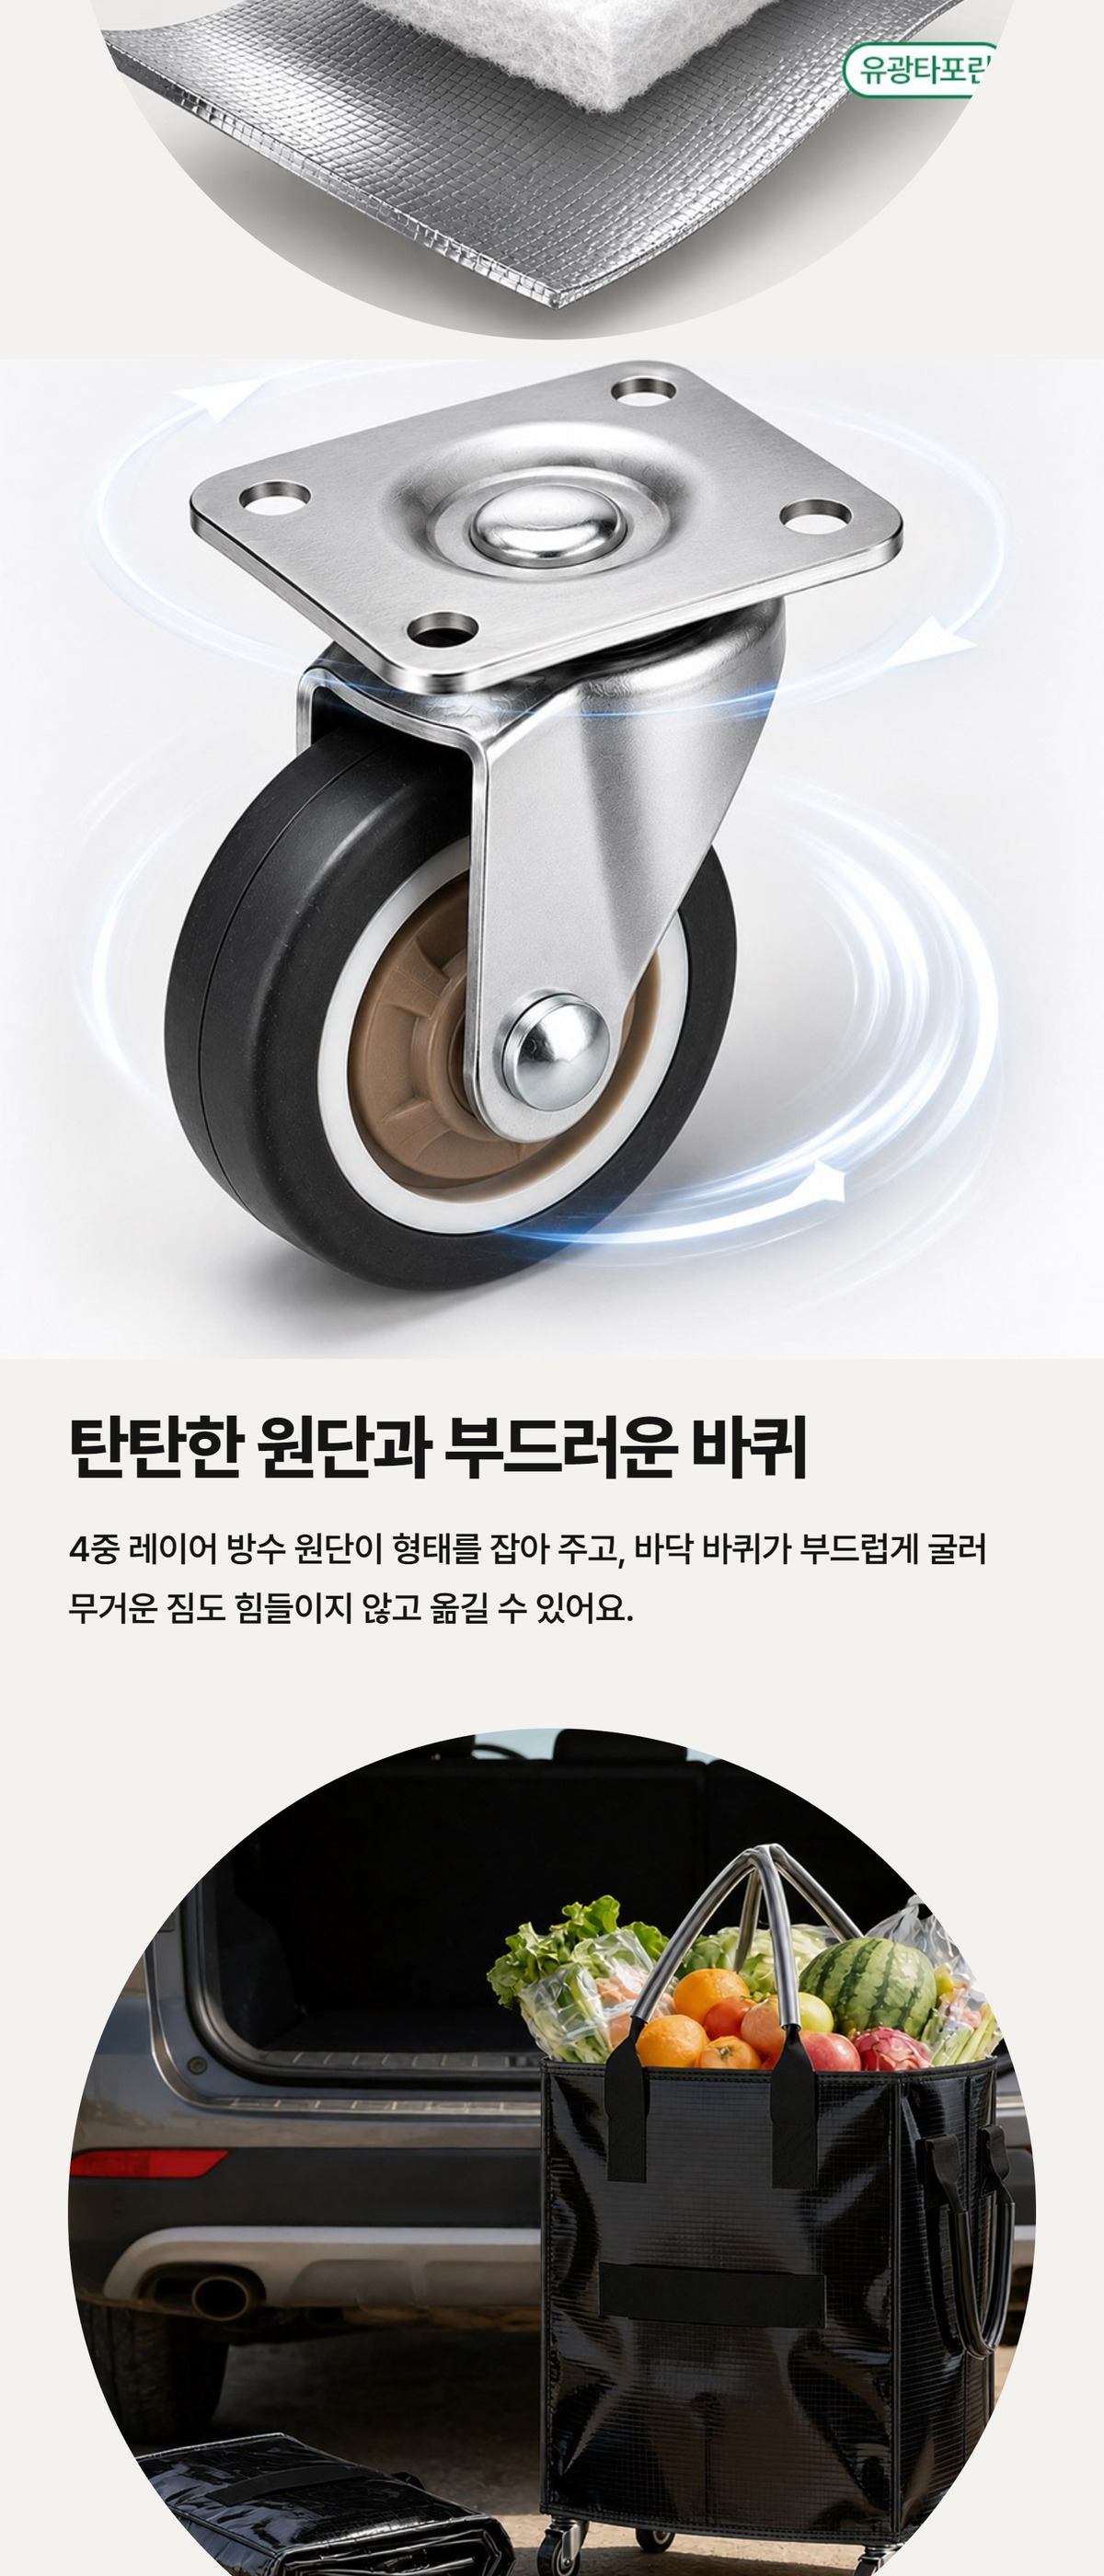 유광타포린
탄탄한 원단과 부드러운 바퀴
4중 레이어 방수 원단이 형태를 잡아 주고, 바닥 바퀴가 부드럽게 굴러
무거운 짐도 힘들이지 않고 옮길 수 있어요.